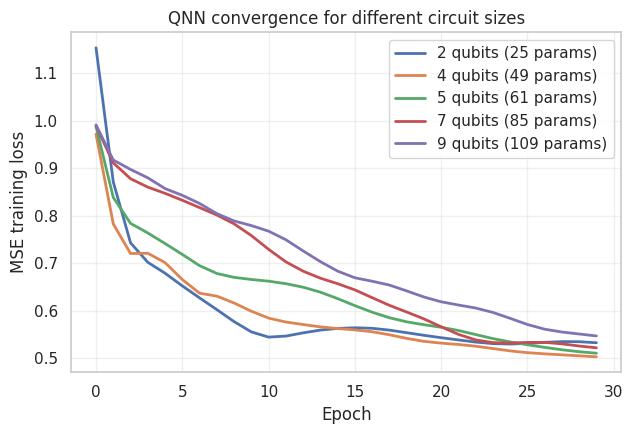 QNN convergence for different circuit sizes
MSE training loss
1.1
1.0
0.9
0.8
0.7
0.6
0.5
2 qubits (25 params)
4 qubits (49 params)
5 qubits (61 params)
7 qubits (85 params)
9 qubits (109 params)
0
5
10
15
20
25
30
Epoch